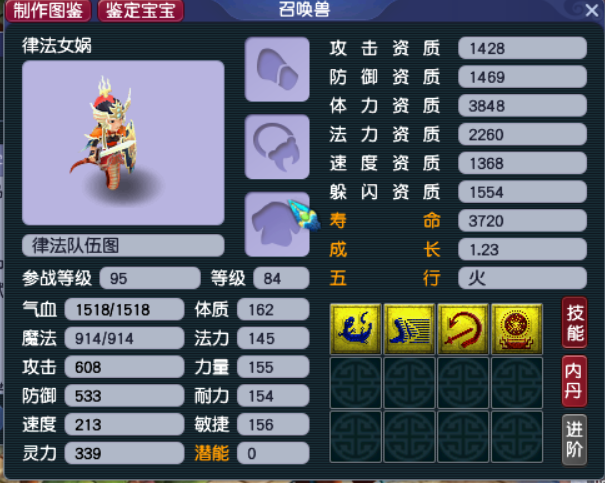 制作图鉴 鉴定宝宝 召唤兽
律法女娲
律法队伍图
参战等级 95 等级 84
气血 1518/1518 体质 162
魔法 914/914 法力 145
攻击 608 力量 155
防御 533 耐力 154
速度 213 敏捷 156
灵力 339 潜能 0
攻击资质 1428
防御资质 1469
体力资质 3848
法力资质 2260
速度资质 1368
躲闪资质 1554
寿命 3720
成长 1.23
五行 火
技能
内丹
进阶